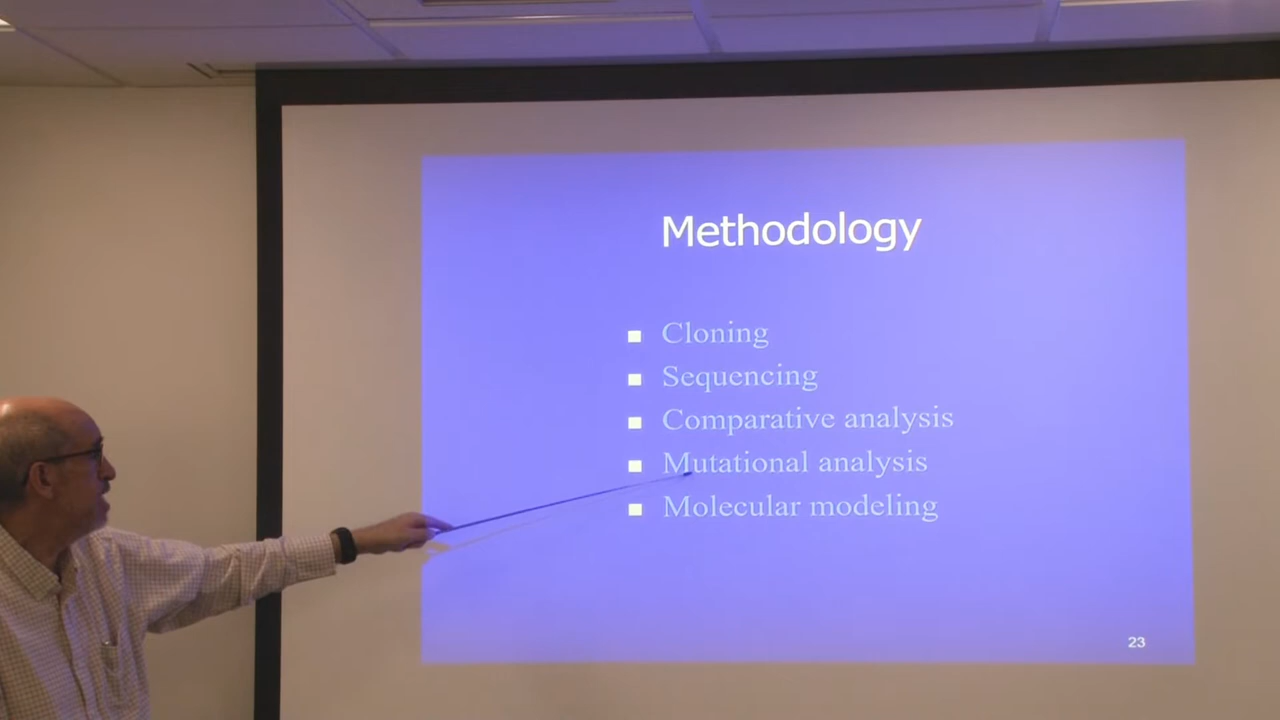 Methodology
Cloning
Sequencing
Comparative analysis
Mutational analysis
Molecular modeling
23